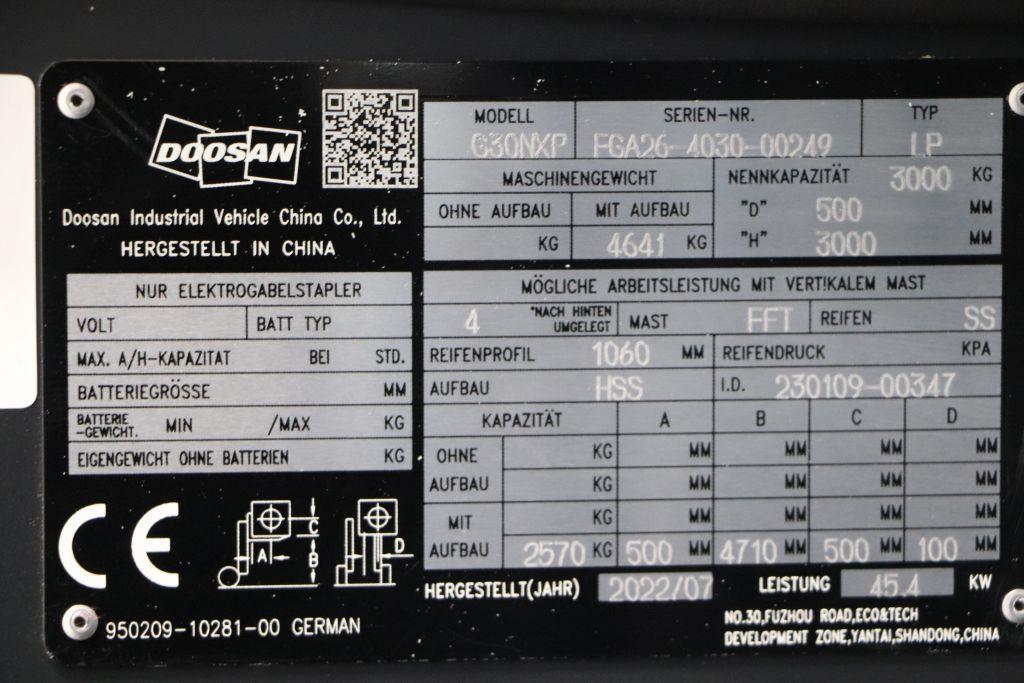 DOOSAN
Doosan Industrial Vehicle China Co., Ltd.
HERGESTELLT IN CHINA
MODELL SERIEN-NR. TYP
G30NXP FGA26-4030-00249 LP
MASCHINENGEWICHT
OHNE AUFBAU MIT AUFBAU
KG 4641 KG
NENNKAPAZITÄT 3000 KG
"D" 500 MM
"H" 3000 MM
NUR ELEKTROGABELSTAPLER
VOLT BATT TYP
MAX. A/H-KAPAZITAT BEI STD.
BATTERIEGRÖSSE MM
BATTERIE
-GEWICHT. MIN /MAX KG
EIGENGEWICHT OHNE BATTERIEN KG
MÖGLICHE ARBEITSLEISTUNG MIT VERTIKALEM MAST
4 "NACH HINTEN
UMGELEGT MAST FFT REIFEN SS
REIFENPROFIL 1060 MM REIFENDRUCK KPA
AUFBAU HSS I.D. 230109-00347
KAPAZITÄT A B C D
OHNE KG MM MM MM MM
AUFBAU KG MM MM MM MM
MIT KG MM MM MM MM
AUFBAU 2570 KG 500 MM 4710 MM 500 MM 100 MM
CE
A B C D
HERGESTELLT(JAHR) 2022/07 LEISTUNG 45.4 KW
950209-10281-00 GERMAN
NO.30,FUZHOU ROAD,ECO&TECH
DEVELOPMENT ZONE,YANTAI,SHANDONG,CHINA